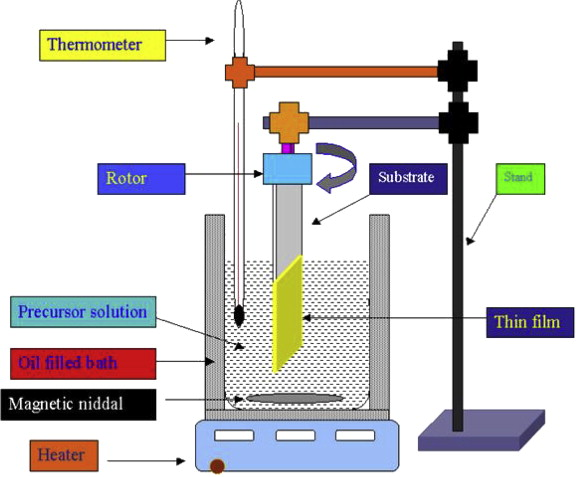 Thermometer
Rotor
Substrate
Stand
Precursor solution
Thin film
Oil filled bath
Magnetic niddal
Heater